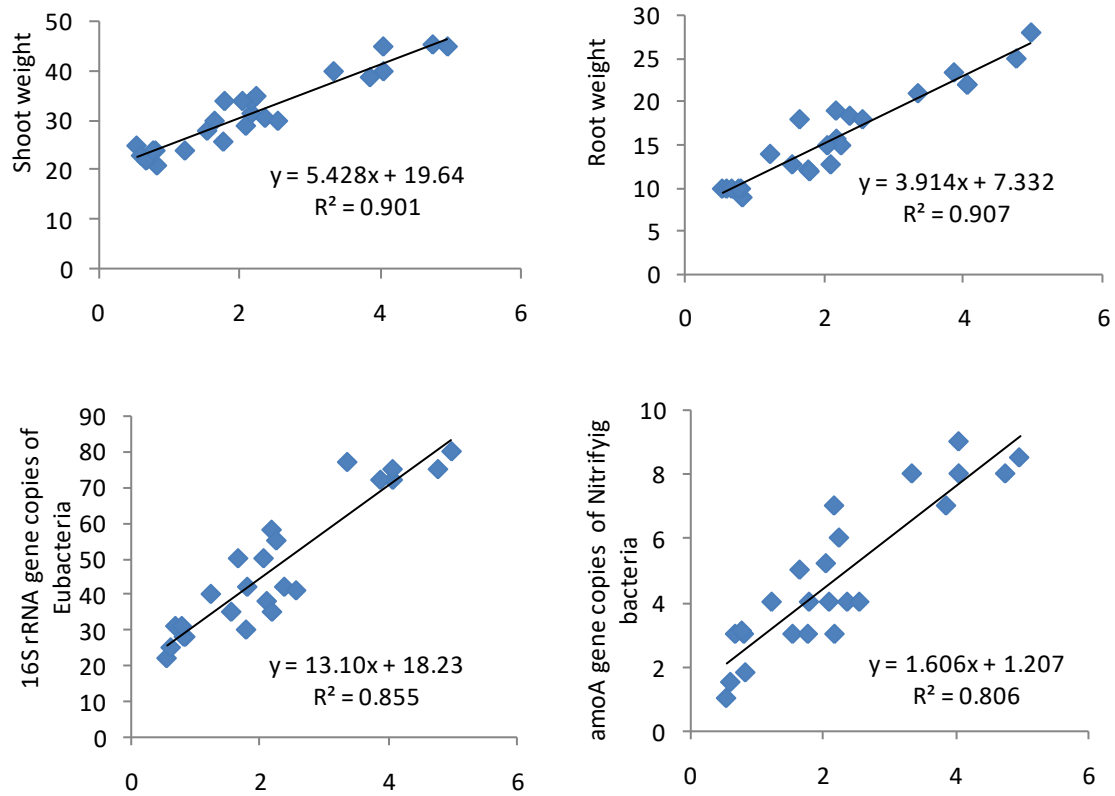 50
40
30
20
10
0
Shoot weight
y = 5.428x + 19.64
R² = 0.901
0 2 4 6
30
25
20
15
10
5
0
Root weight
y = 3.914x + 7.332
R² = 0.907
0 2 4 6
90
80
70
60
50
40
30
20
10
0
16S rRNA gene copies of
Eubacteria
y = 13.10x + 18.23
R² = 0.855
0 2 4 6
10
8
6
4
2
0
amoA gene copies of Nitrifyig
bacteria
y = 1.606x + 1.207
R² = 0.806
0 2 4 6